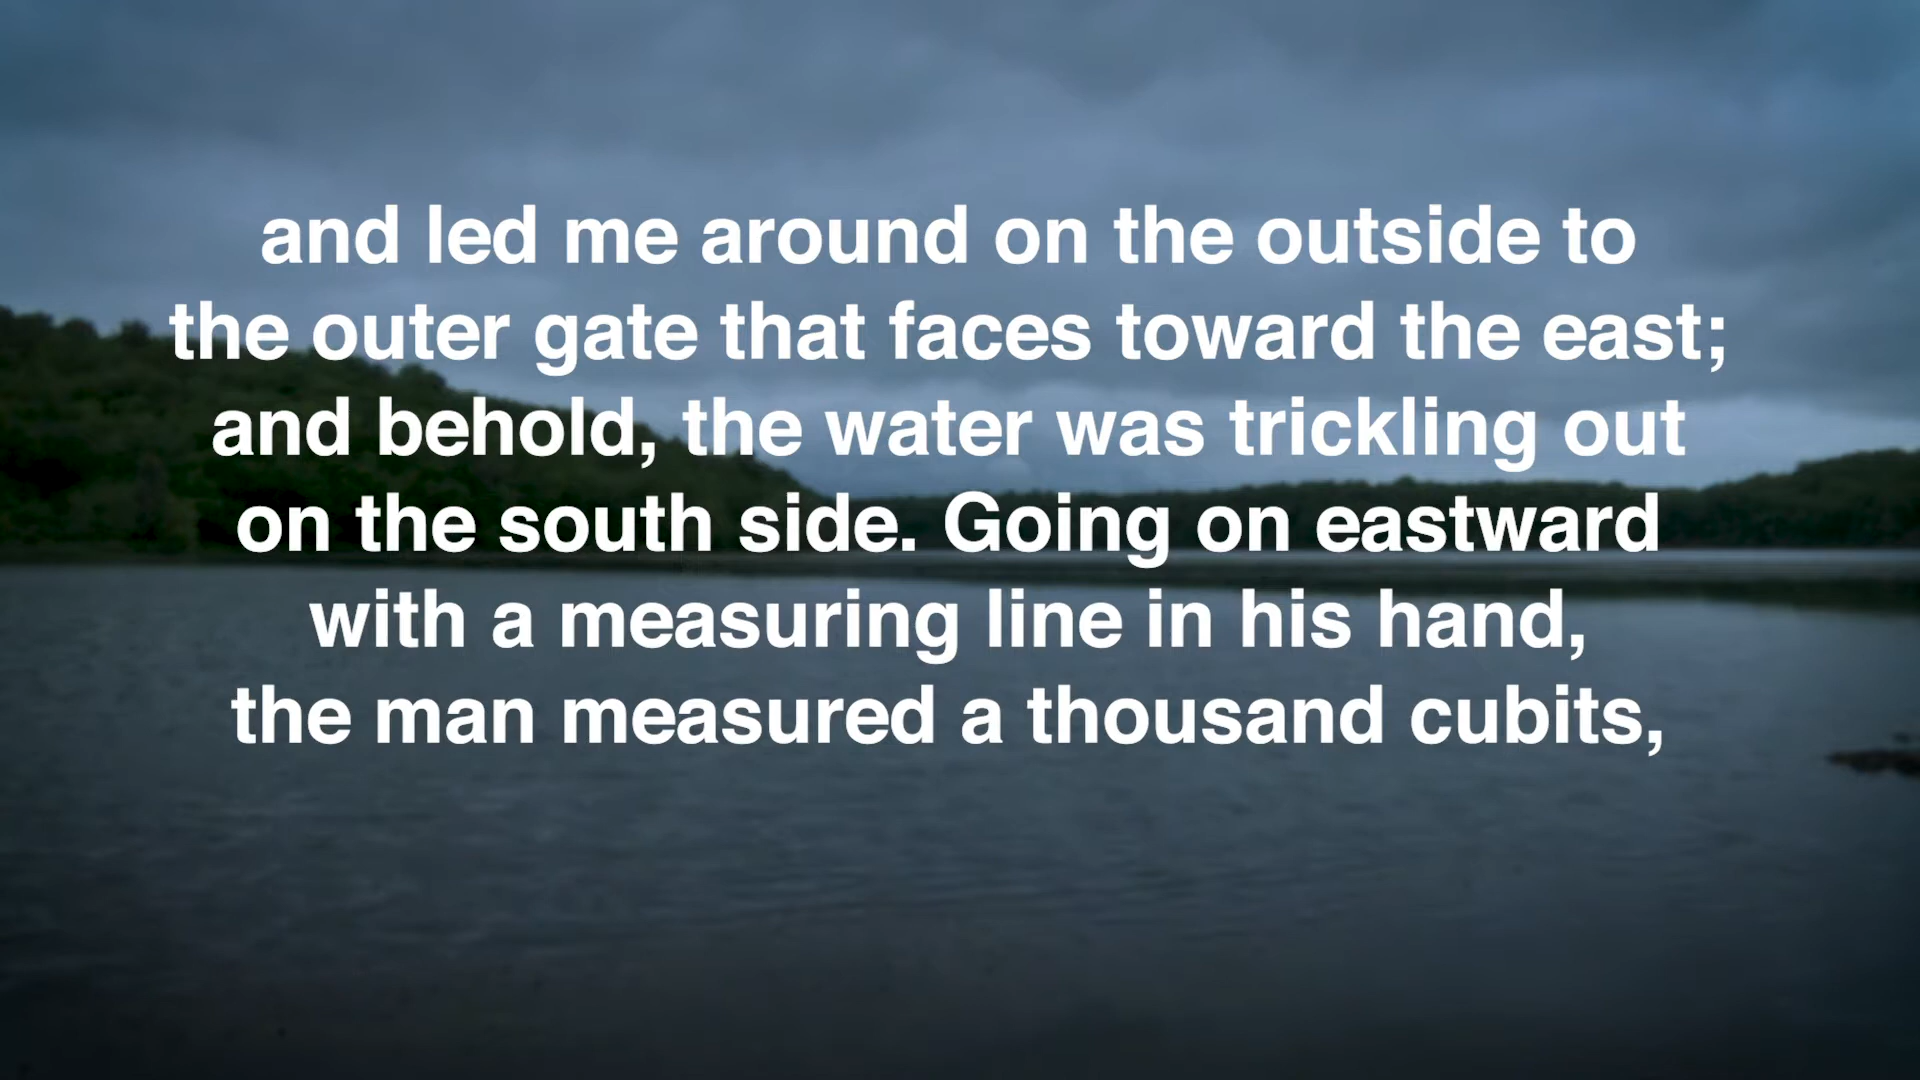 and led me around on the outside to
the outer gate that faces toward the east;
and behold, the water was trickling out
on the south side. Going on eastward
with a measuring line in his hand,
the man measured a thousand cubits,